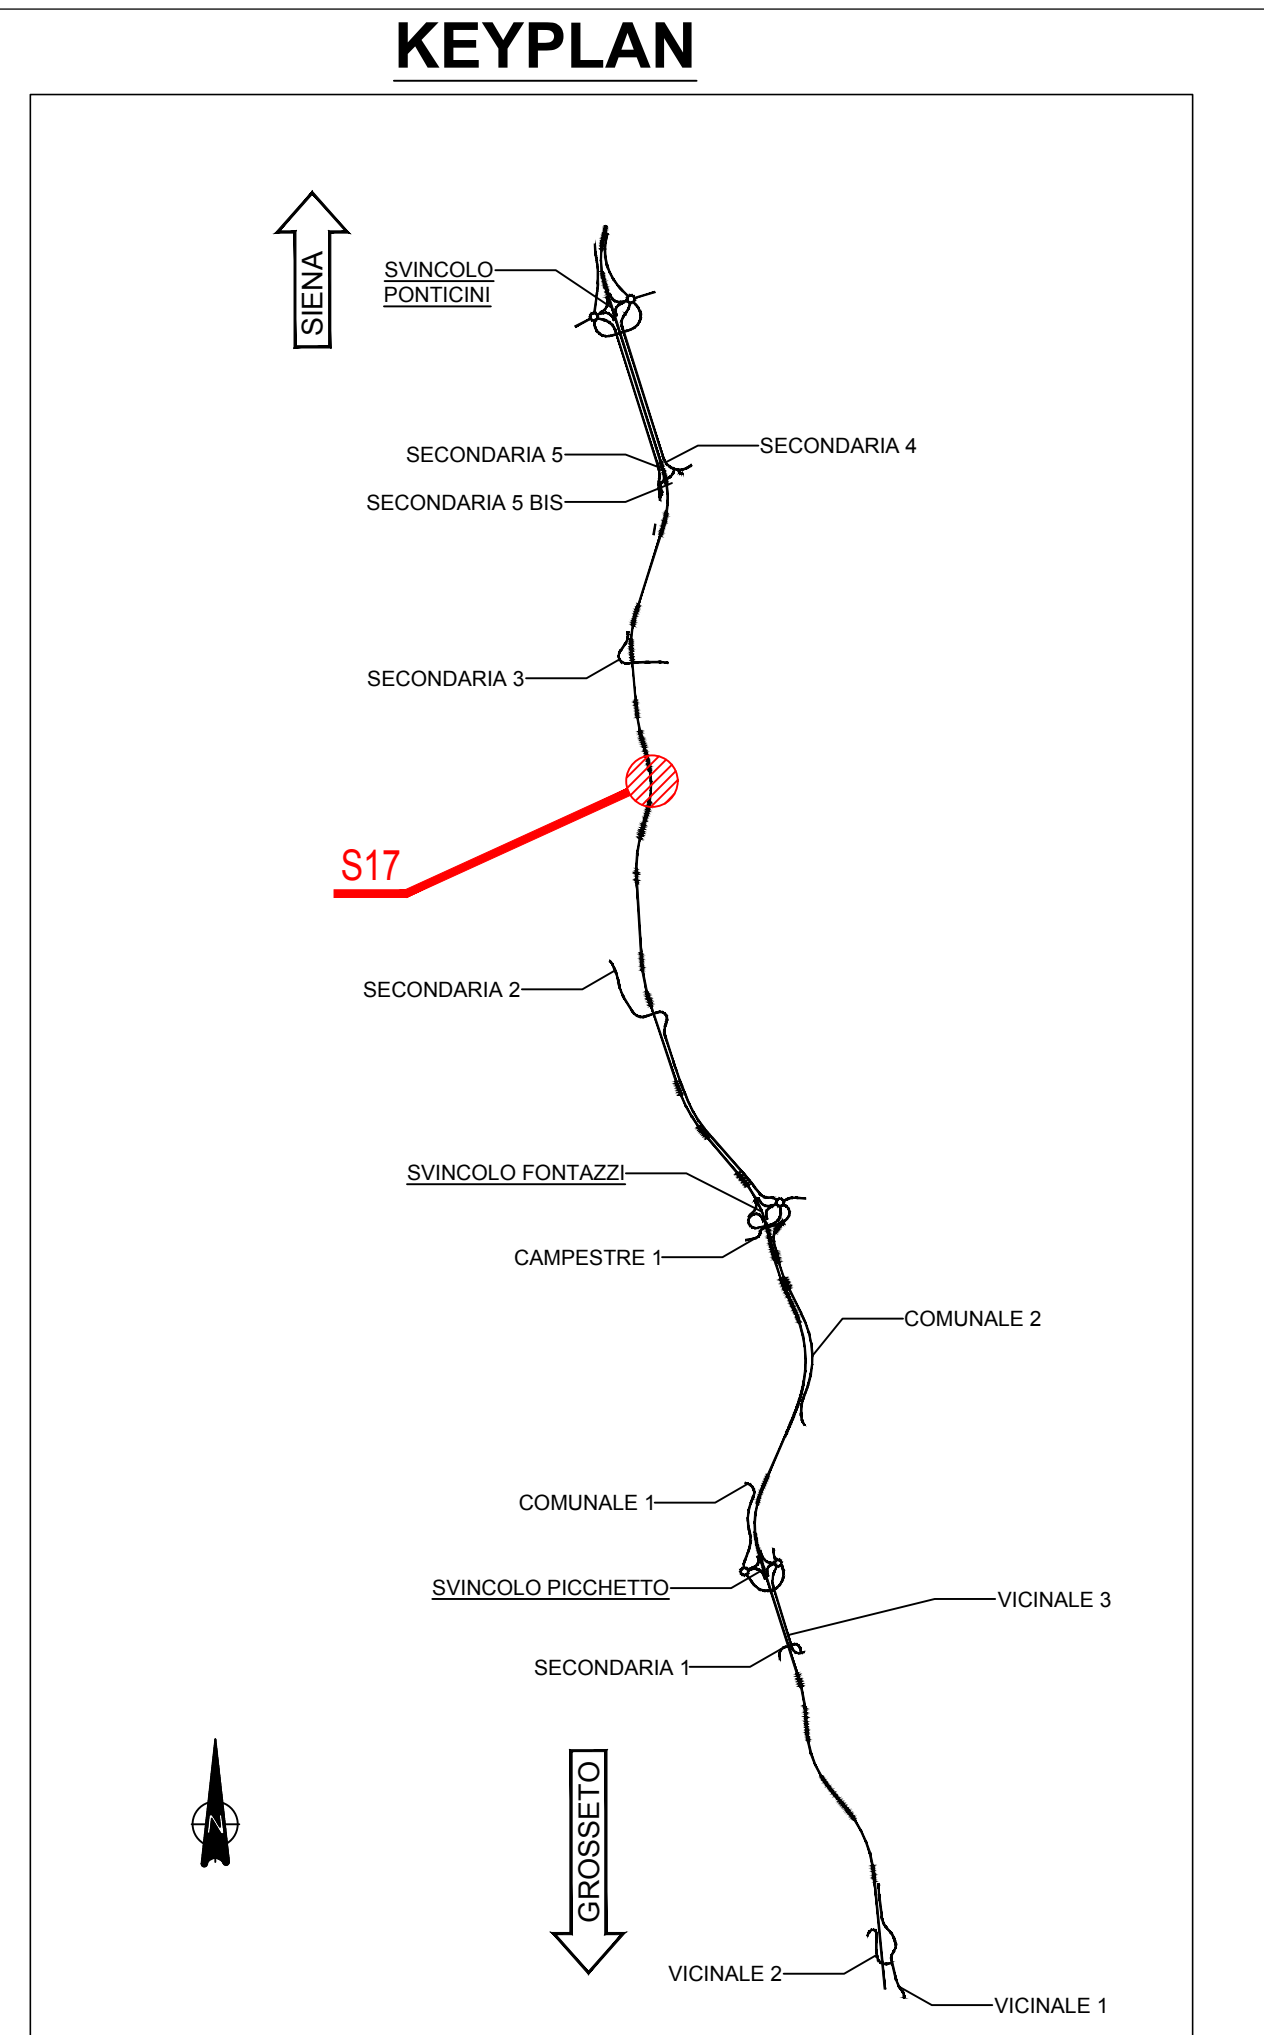 KEYPLAN
SIENA
SVINCOLO
PONTICINI
SECONDARIA 4
SECONDARIA 5
SECONDARIA 5 BIS
SECONDARIA 3
S17
SECONDARIA 2
SVINCOLO FONTAZZI
CAMPESTRE 1
COMUNALE 2
COMUNALE 1
SVINCOLO PICCHETTO
VICINALE 3
SECONDARIA 1
GROSSETO
N
VICINALE 2
VICINALE 1